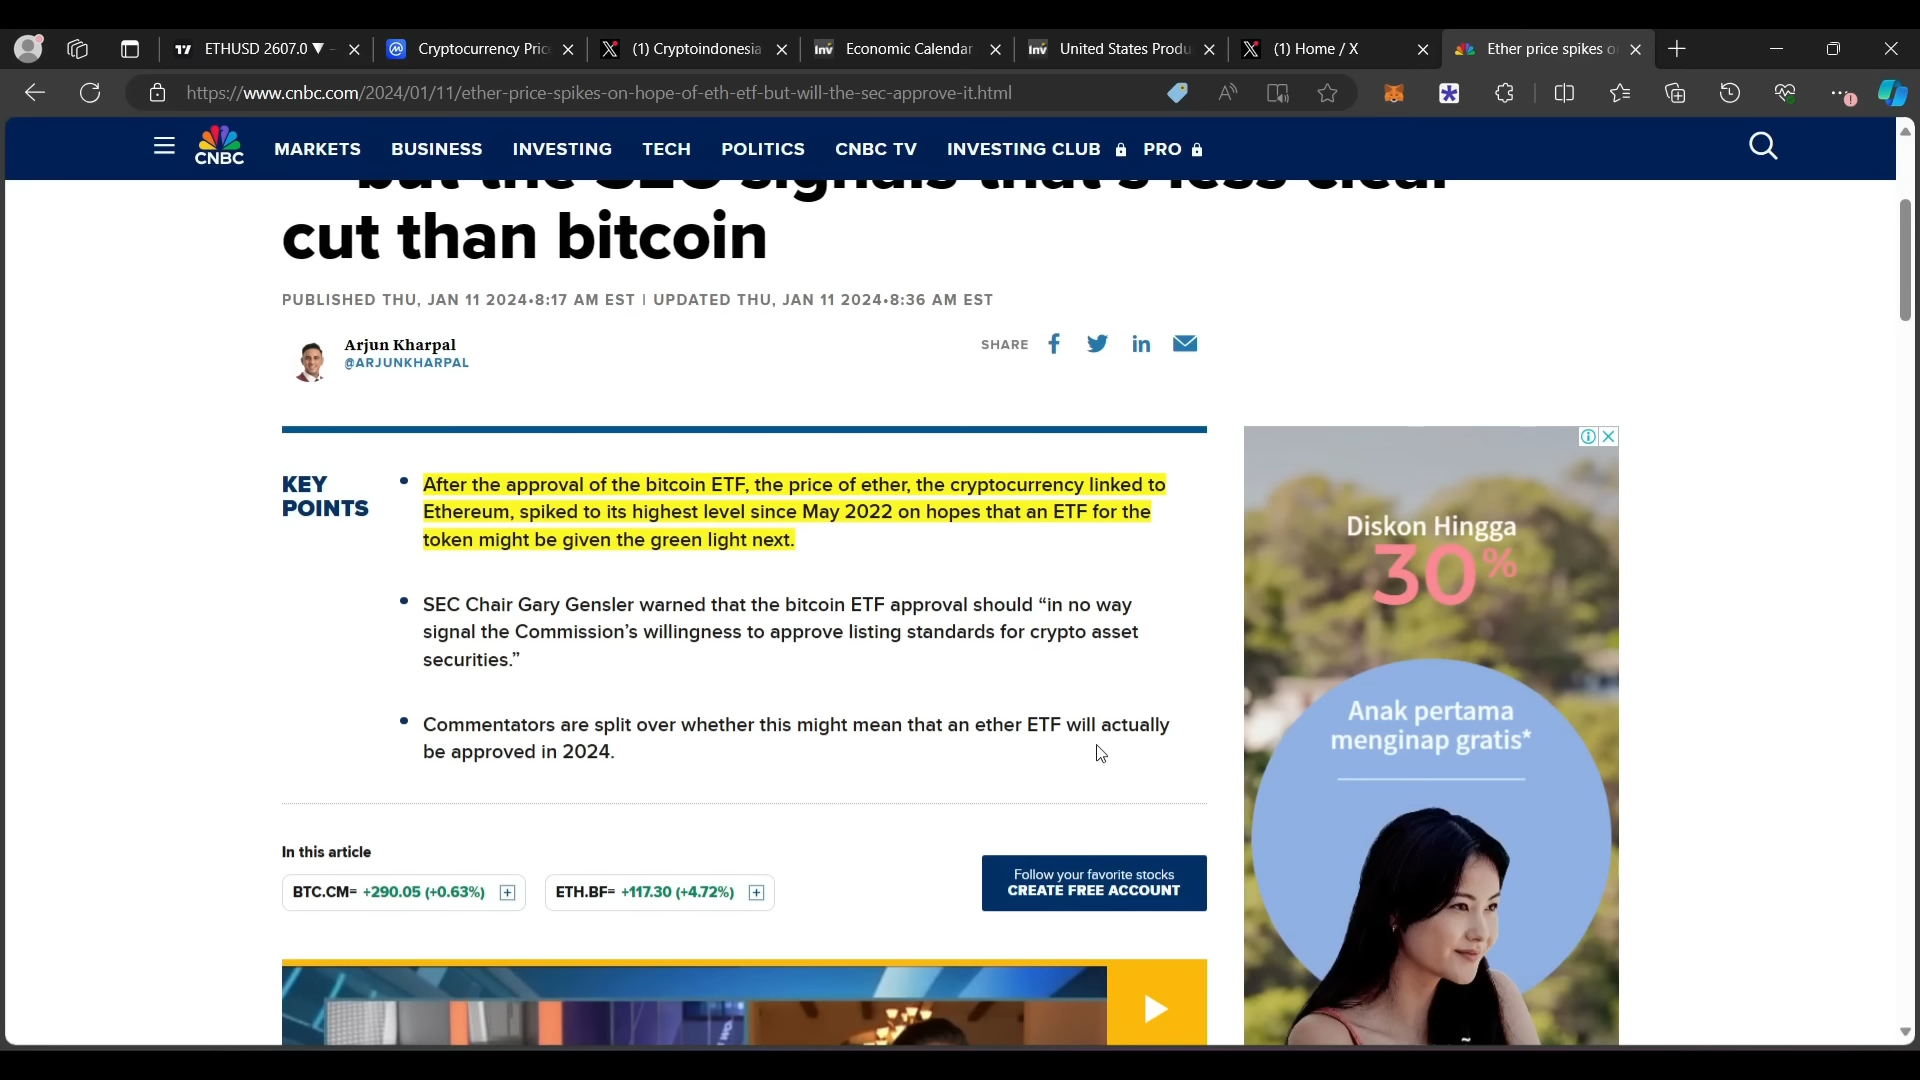 ETHUSD 2607.0 ▼
Cryptocurrency Pric
(1) Cryptoindonesia
Inv
Economic Calendar
Inv
United States Produ
(1) Home / X
Ether price spikes o
https://www.cnbc.com/2024/01/11/ether-price-spikes-on-hope-of-eth-etf-but-will-the-sec-approve-it.html
CNBC
MARKETS
BUSINESS
INVESTING
TECH
POLITICS
CNBC TV
INVESTING CLUB
PRO
but the SEC signals that's less clear
cut than bitcoin
PUBLISHED THU, JAN 11 2024•8:17 AM EST | UPDATED THU, JAN 11 2024•8:36 AM EST
Arjun Kharpal
@ARJUNKHARPAL
SHARE
KEY
POINTS
• After the approval of the bitcoin ETF, the price of ether, the cryptocurrency linked to
Ethereum, spiked to its highest level since May 2022 on hopes that an ETF for the
token might be given the green light next.
• SEC Chair Gary Gensler warned that the bitcoin ETF approval should “in no way
signal the Commission’s willingness to approve listing standards for crypto asset
securities.”
• Commentators are split over whether this might mean that an ether ETF will actually
be approved in 2024.
In this article
BTC.CM= +290.05 (+0.63%)
ETH.BF= +117.30 (+4.72%)
Follow your favorite stocks
CREATE FREE ACCOUNT
Diskon Hingga
30%
Anak pertama
menginap gratis*